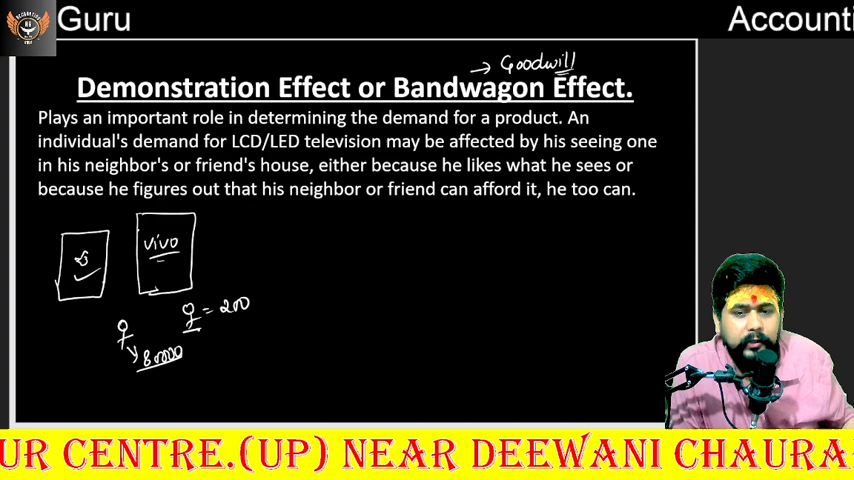 Guru
Accounti
→ Goodwill
Demonstration Effect or Bandwagon Effect.
Plays an important role in determining the demand for a product. An
individual's demand for LCD/LED television may be affected by his seeing one
in his neighbor's or friend's house, either because he likes what he sees or
because he figures out that his neighbor or friend can afford it, he too can.
vivo
= 200
80000
UR CENTRE.(UP) NEAR DEEWANI CHAURA